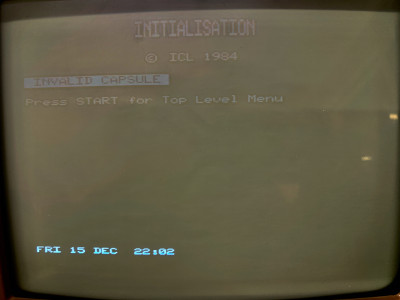 INITIALISATION
© ICL 1984
INVALID CAPSULE
Press START for Top Level Menu
FRI 15 DEC 22:02